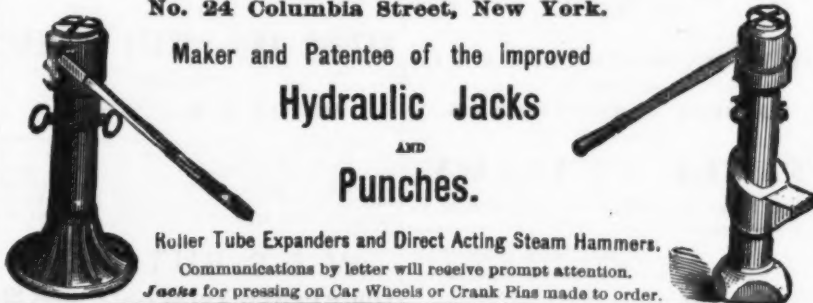 No. 24 Columbia Street, New York.
Maker and Patentee of the improved
Hydraulic Jacks
AND
Punches.
Roller Tube Expanders and Direct Acting Steam Hammers.
Communications by letter will receive prompt attention.
Jacks for pressing on Car Wheels or Crank Pins made to order.